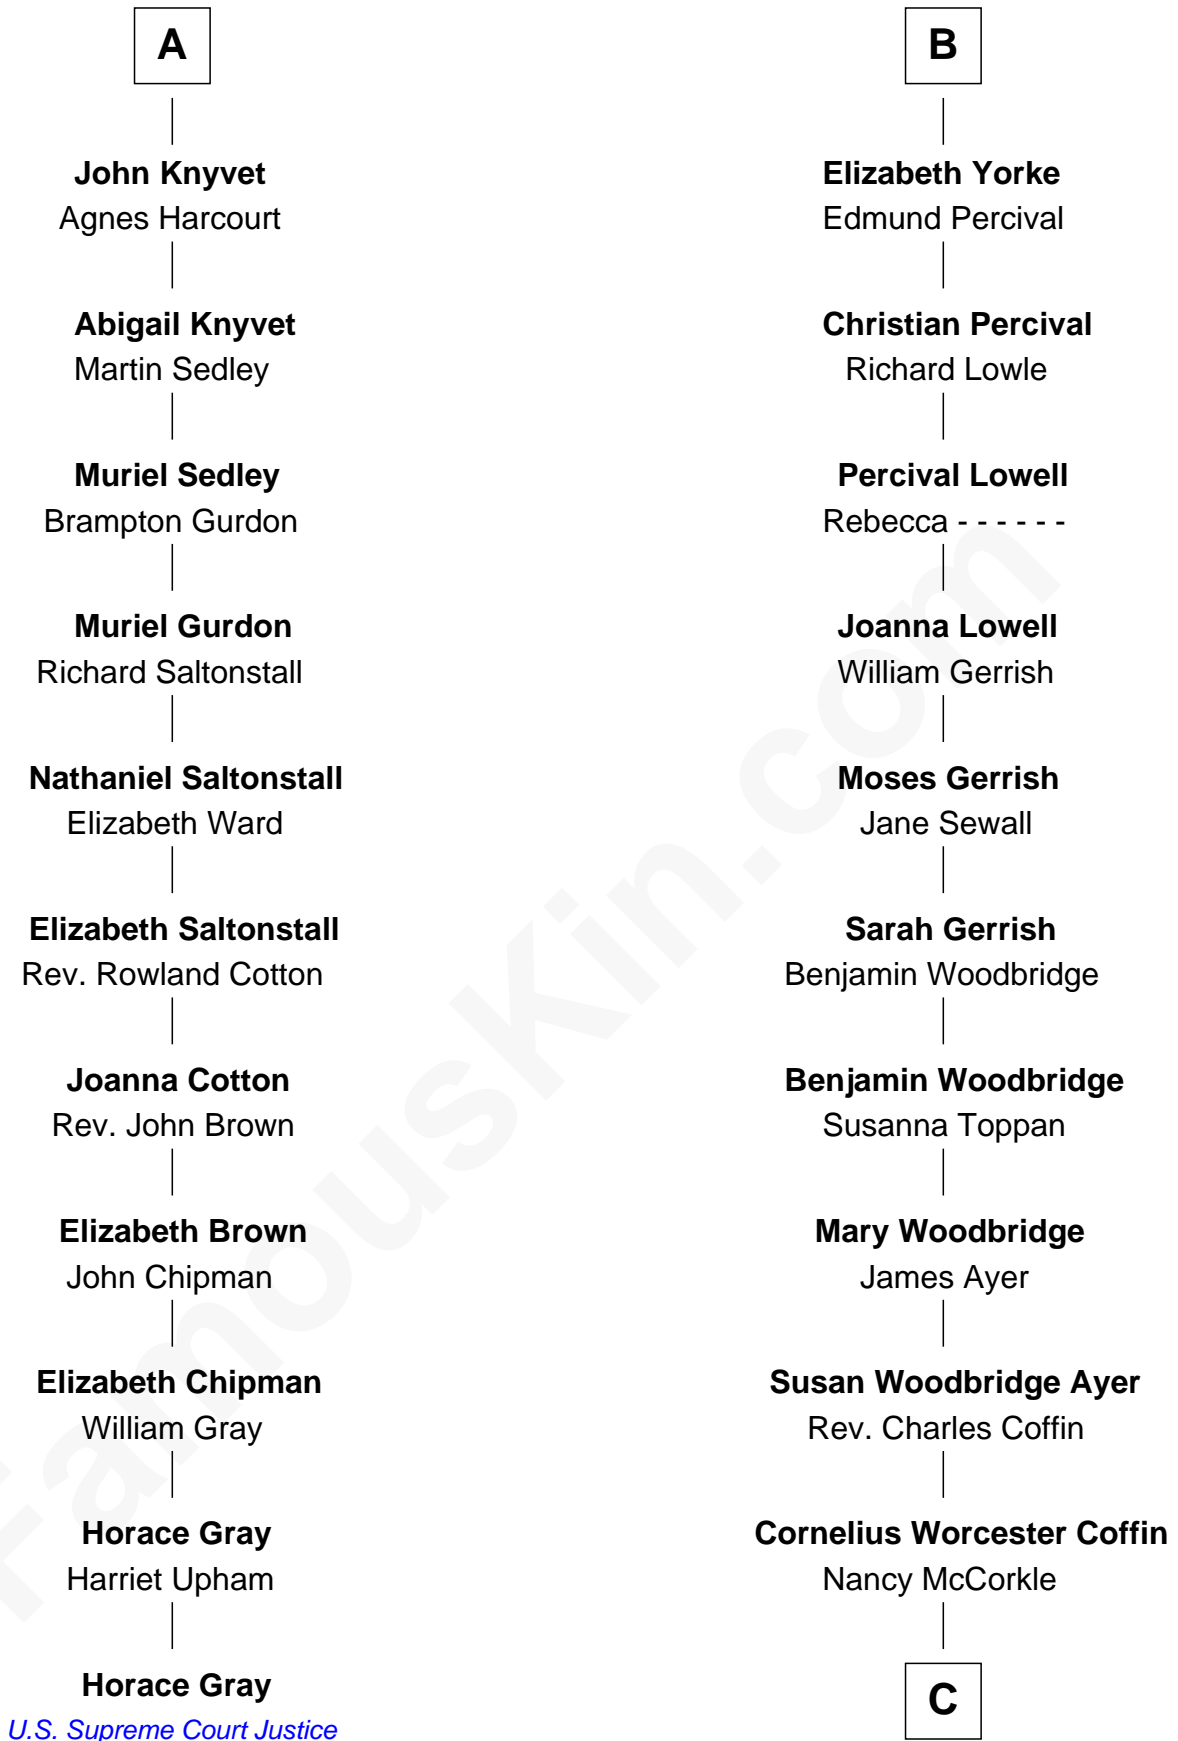 A
John Knyvet
Agnes Harcourt
Abigail Knyvet
Martin Sedley
Muriel Sedley
Brampton Gurdon
Muriel Gurdon
Richard Saltonstall
Nathaniel Saltonstall
Elizabeth Ward
Elizabeth Saltonstall
Rev. Rowland Cotton
Joanna Cotton
Rev. John Brown
Elizabeth Brown
John Chipman
Elizabeth Chipman
William Gray
Horace Gray
Harriet Upham
Horace Gray
U.S. Supreme Court Justice
B
Elizabeth Yorke
Edmund Percival
Christian Percival
Richard Lowle
Percival Lowell
Rebecca - - - - - -
Joanna Lowell
William Gerrish
Moses Gerrish
Jane Sewall
Sarah Gerrish
Benjamin Woodbridge
Benjamin Woodbridge
Susanna Toppan
Mary Woodbridge
James Ayer
Susan Woodbridge Ayer
Rev. Charles Coffin
Cornelius Worcester Coffin
Nancy McCorkle
C
FamousKin.com